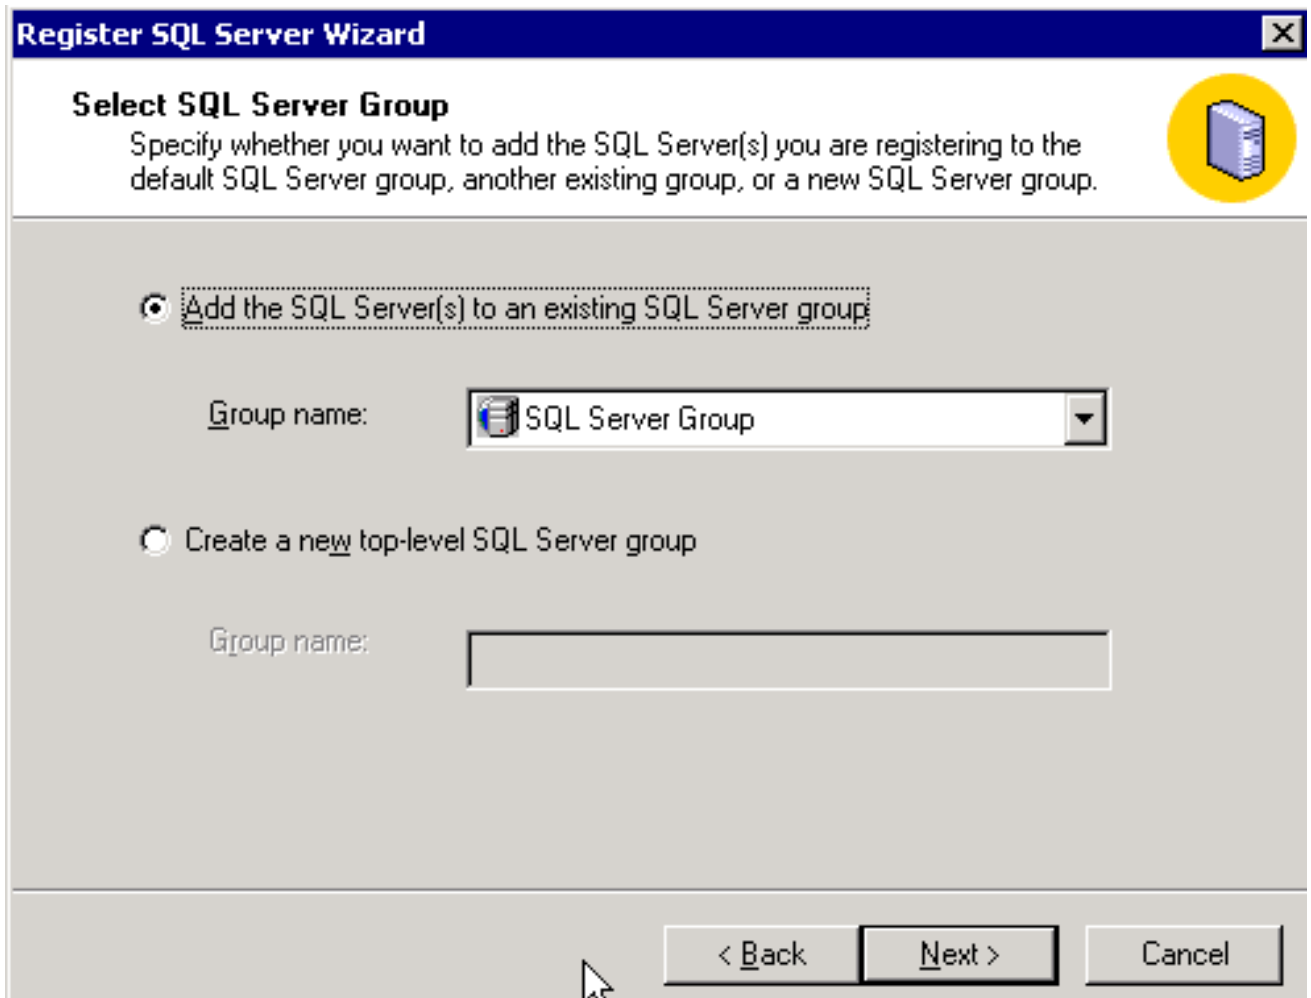 Register SQL Server Wizard
Select SQL Server Group
Specify whether you want to add the SQL Server(s) you are registering to the
default SQL Server group, another existing group, or a new SQL Server group.
Add the SQL Server(s) to an existing SQL Server group
Group name:
SQL Server Group
Create a new top-level SQL Server group
Group name:
< Back
Next >
Cancel